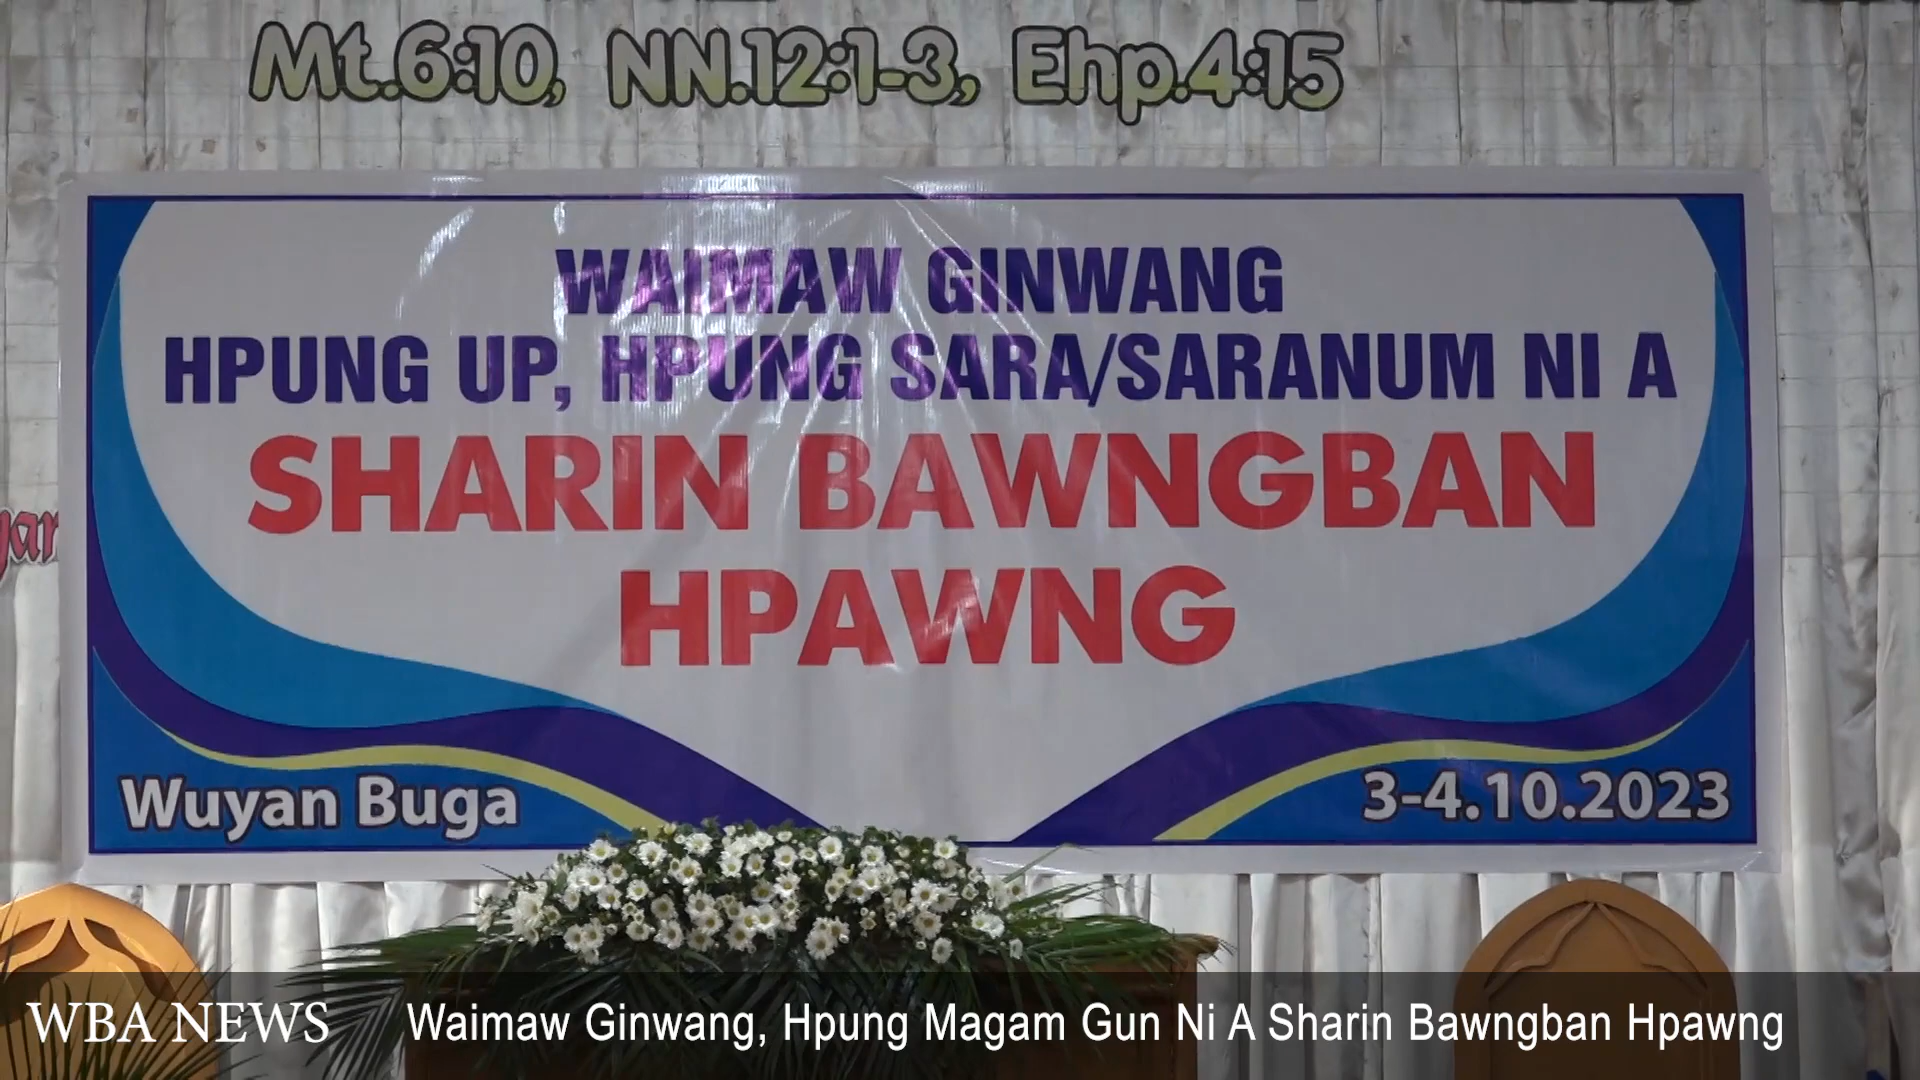 Mt.6:10, NN.12:1-3, Ehp.4:15
WAIMAW GINWANG
HPUNG UP, HPUNG SARA/SARANUM NI A
SHARIN BAWNGBAN
HPAWNG
Wuyan Buga
3-4.10.2023
WBA NEWS
Waimaw Ginwang, Hpung Magam Gun Ni A Sharin Bawngban Hpawng